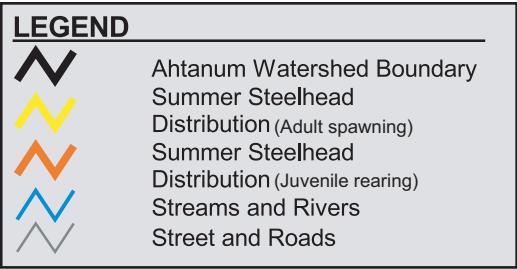 LEGEND
Ahtanum Watershed Boundary
Summer Steelhead
Distribution (Adult spawning)
Summer Steelhead
Distribution (Juvenile rearing)
Streams and Rivers
Street and Roads